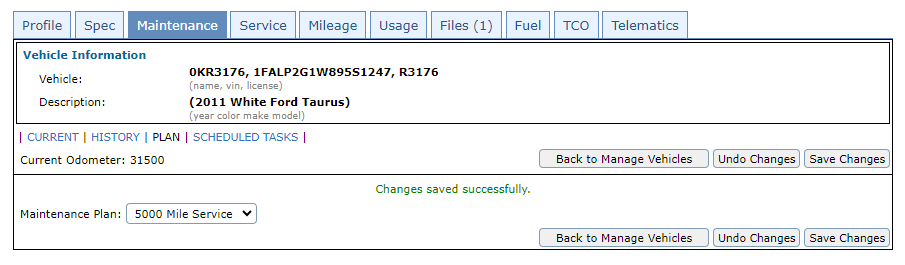 Profile Spec Maintenance Service Mileage Usage Files (1) Fuel TCO Telematics
Vehicle Information
Vehicle: 0KR3176, 1FALP2G1W895S1247, R3176
(name, vin, license)
Description: (2011 White Ford Taurus)
(year color make model)
| CURRENT | HISTORY | PLAN | SCHEDULED TASKS |
Current Odometer: 31500 Back to Manage Vehicles Undo Changes Save Changes
Changes saved successfully.
Maintenance Plan: 5000 Mile Service
Back to Manage Vehicles Undo Changes Save Changes